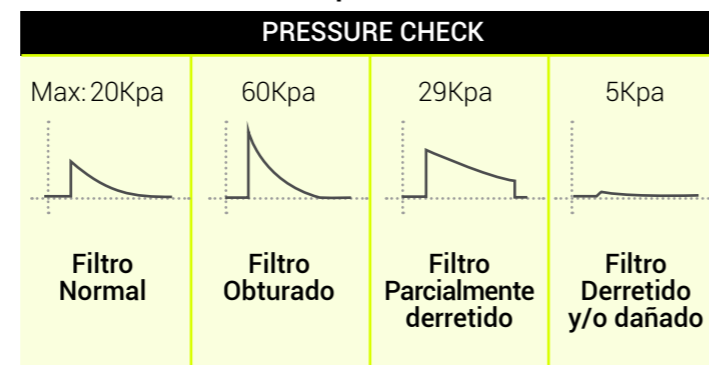 PRESSURE CHECK
Max: 20Kpa
60Kpa
29Kpa
5Kpa
Filtro
Normal
Filtro
Obturado
Filtro
Parcialmente
derretido
Filtro
Derretido
y/o dañado